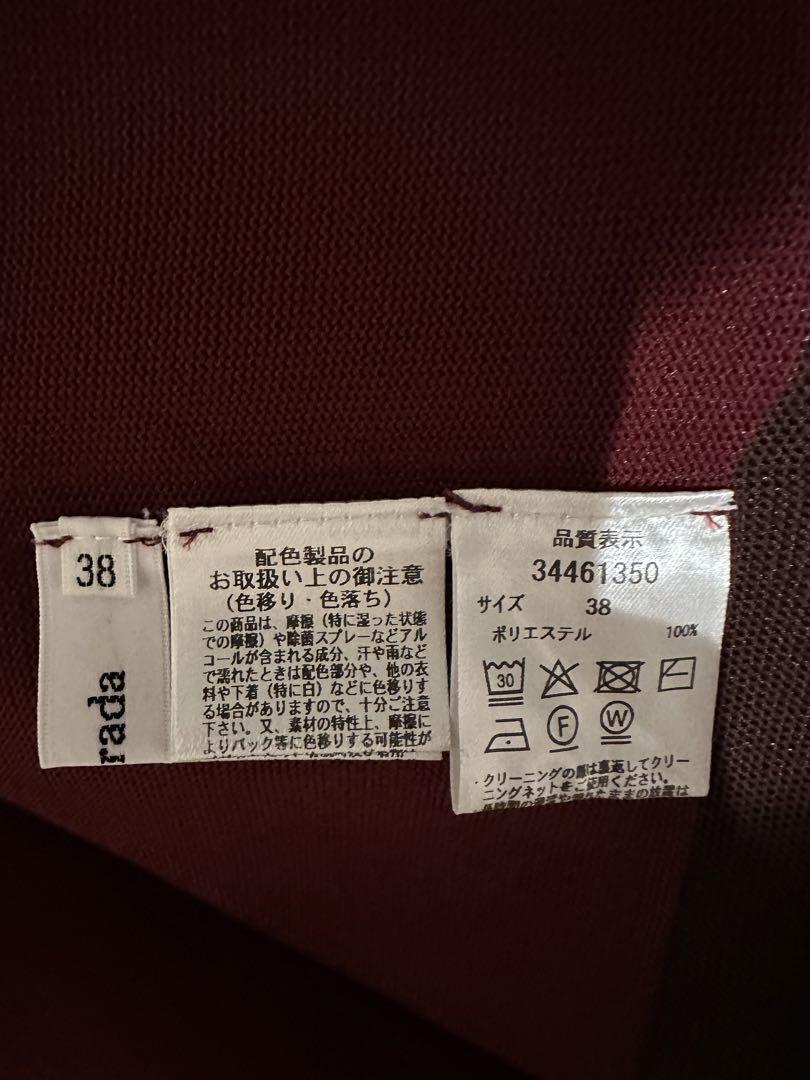 38
rada
配色製品の
お取扱い上の御注意
(色移り・色落ち)
この商品は、摩擦(特に湿った状態
での摩擦)や除菌スプレーなどアル
コールが含まれる成分、汗や雨など
で濡れたときは配色部分や、他の衣
料や下着(特に白)などに色移りす
る場合がありますので、十分ご注意
下さい。又、素材の特性上、摩擦に
よりバック等に色移りする可能性が
品質表示
34461350
サイズ 38
ポリエステル 100%
30
F
W
・クリーニングの際は裏返してクリー
ニングネットをご使用ください。